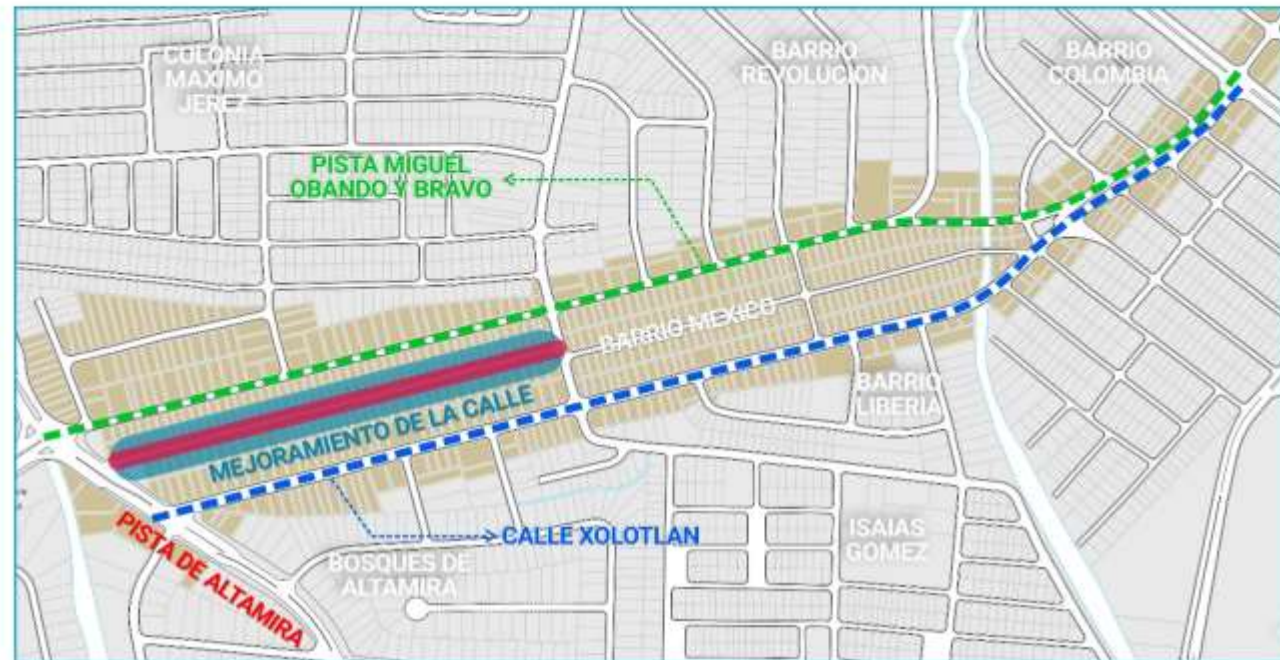 COLONIA
MAXIMO
JEREZ
BARRIO
REVOLUCION
BARRIO
COLOMBIA
PISTA MIGUEL
OBANDO Y BRAVO
BARRIO MEXICO
MEJORAMIENTO DE LA CALLE
BARRIO
LIBERIA
PISTA DE ALTAMIRA
CALLE XOLOTLAN
BOSQUES DE
ALTAMIRA
ISAIAS
GOMEZ